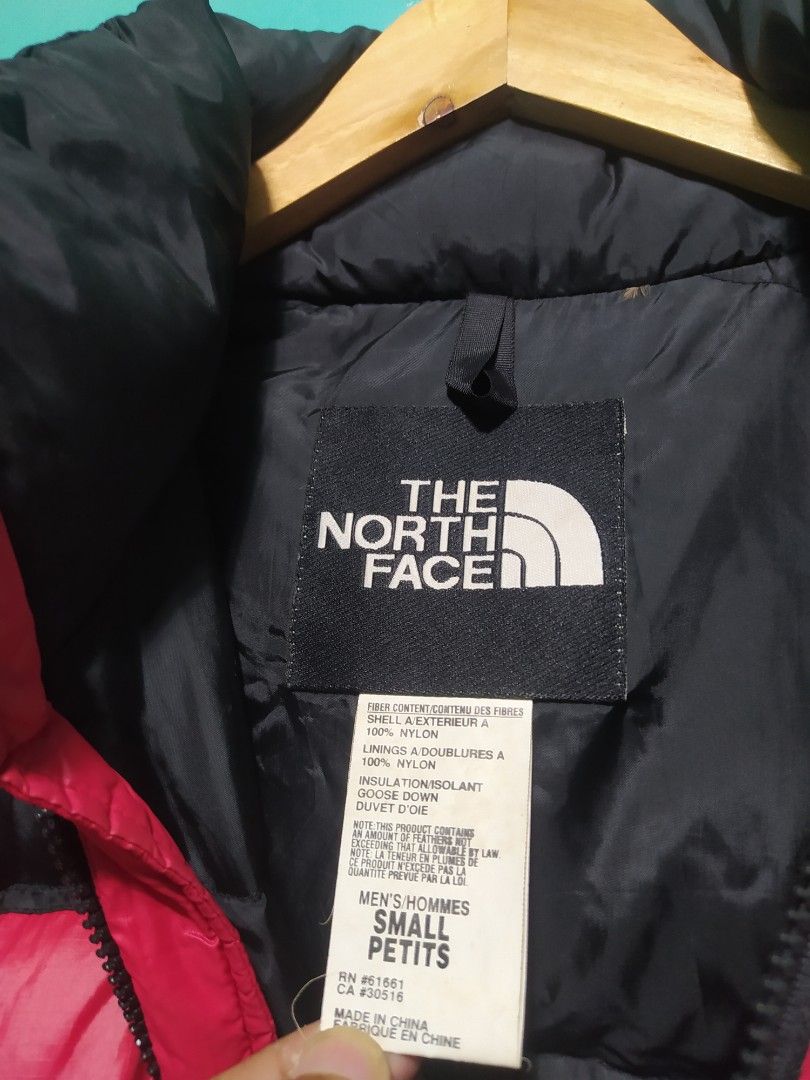 THE
NORTH
FACE
FIBER CONTENT/CONTENU DES FIBRES
SHELL A/EXTERIEUR A
100% NYLON
LININGS A/DOUBLURES A
100% NYLON
INSULATION/ISOLANT
GOOSE DOWN
DUVET D'OIE
NOTE:THIS PRODUCT CONTAINS
AN AMOUNT OF FEATHERS NOT
EXCEEDING THAT ALLOWABLE BY LAW.
NOTE: LA TENEUR EN PLUMES DE
CE PRODUIT N'EXCEDE PAS LA
QUANTITE PREVUE PAR LA LOI.
MEN'S/HOMMES
SMALL
PETITS
RN #61661
CA #30516
MADE IN CHINA
FABRIQUE EN CHINE